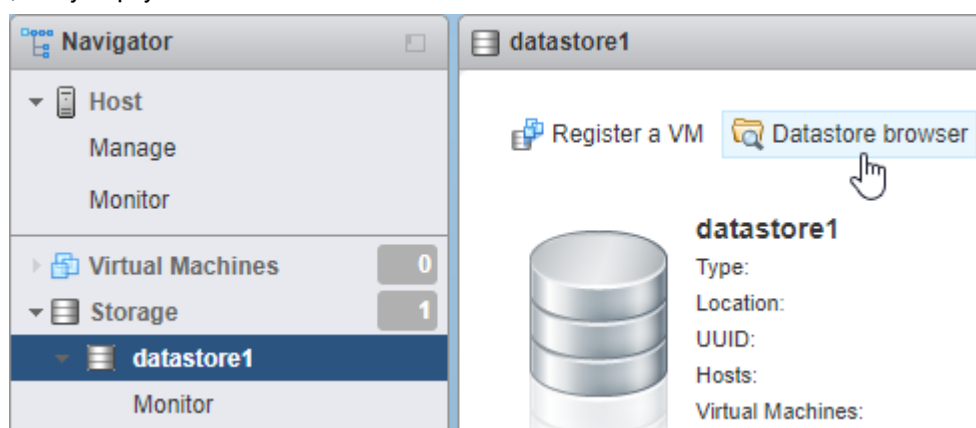 Navigator
Host
Manage
Monitor
Virtual Machines 0
Storage 1
datastore1
Monitor
datastore1
Register a VM Datastore browser
datastore1
Type:
Location:
UUID:
Hosts:
Virtual Machines: